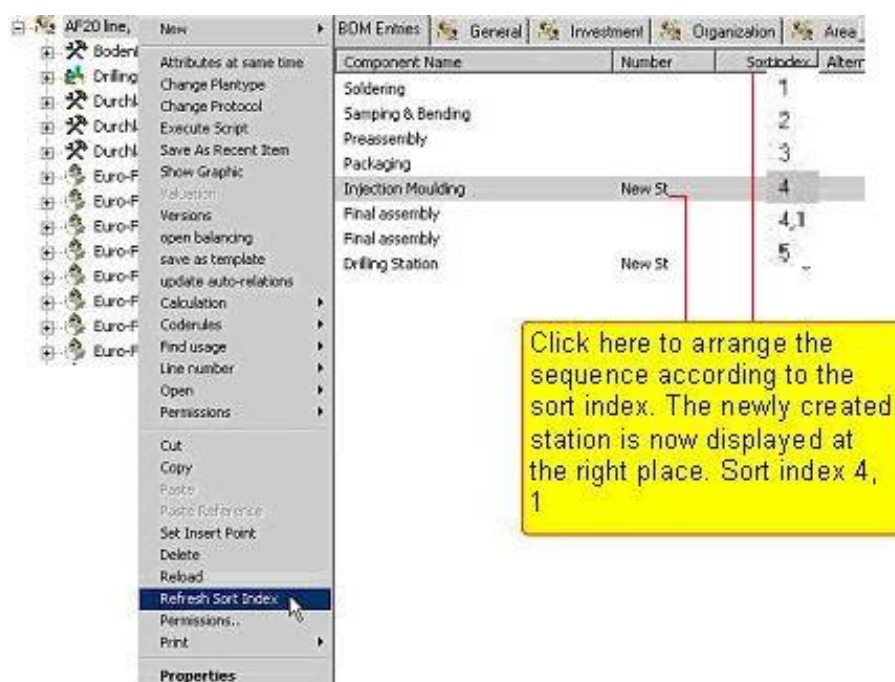 AF20 line,
Bodenl
Drilling
Durchl
Durchl
Durchl
Euro-F
Euro-F
Euro-F
Euro-F
Euro-F
Euro-F
Euro-F
Euro-F
New
Attributes at same time
Change Plantype
Change Protocol
Execute Script
Save As Recent Item
Show Graphic
Valuation
Versions
open balancing
save as template
update auto-relations
Calculation
Coderules
Find usage
Line number
Open
Permissions
Cut
Copy
Paste
Paste Reference
Set Insert Point
Delete
Reload
Refresh Sort Index
Permissions..
Print
Properties
BOM Entries General Investment Organization Area_
Component Name Number Sortindex Altern
Soldering 1
Samping & Bending 2
Preassembly 3
Packaging
Injection Moulding New St 4
Final assembly 4,1
Final assembly 5
Drilling Station New St
Click here to arrange the
sequence according to the
sort index. The newly created
station is now displayed at
the right place. Sort index 4,
1